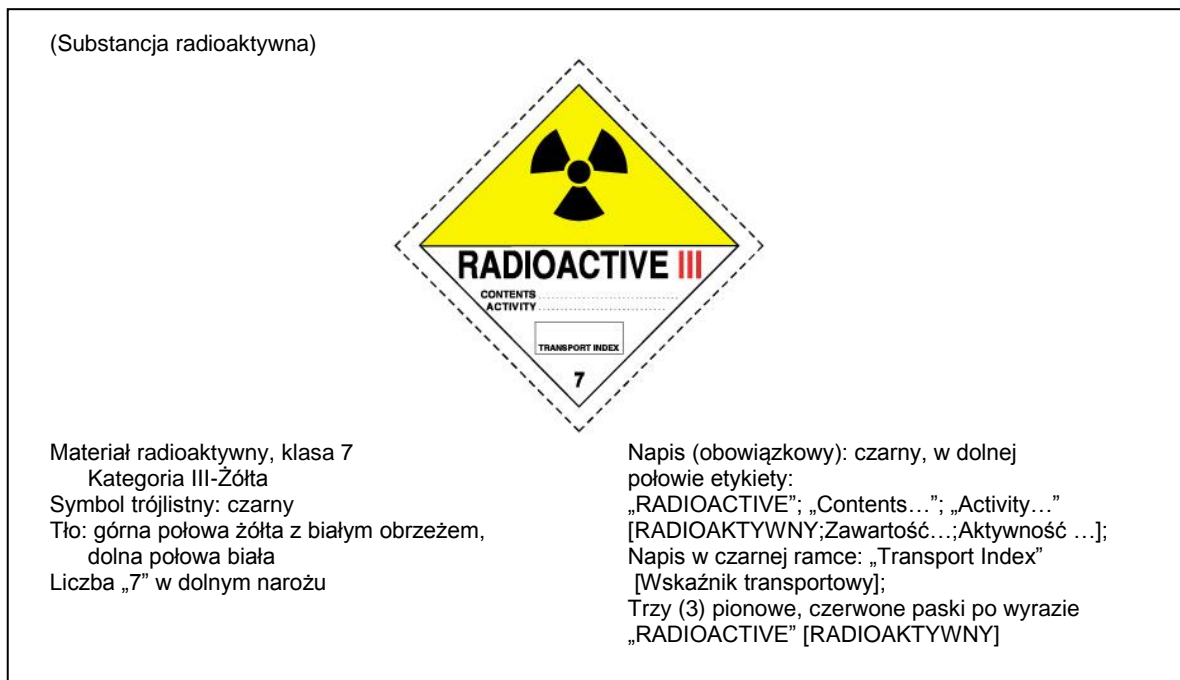 (Substancja radioaktywna)
RADIOACTIVE III
CONTENTS
ACTIVITY
TRANSPORT INDEX
7
Materiał radioaktywny, klasa 7
Kategoria III-Żółta
Symbol trójlistny: czarny
Tło: górna połowa żółta z białym obrzeżem,
dolna połowa biała
Liczba „7” w dolnym narożu
Napis (obowiązkowy): czarny, w dolnej
połowie etykiety:
„RADIOACTIVE”; „Contents…”; „Activity…”
[RADIOAKTYWNY;Zawartość…;Aktywność …];
Napis w czarnej ramce: „Transport Index”
[Wskaźnik transportowy];
Trzy (3) pionowe, czerwone paski po wyrazie
„RADIOACTIVE” [RADIOAKTYWNY]